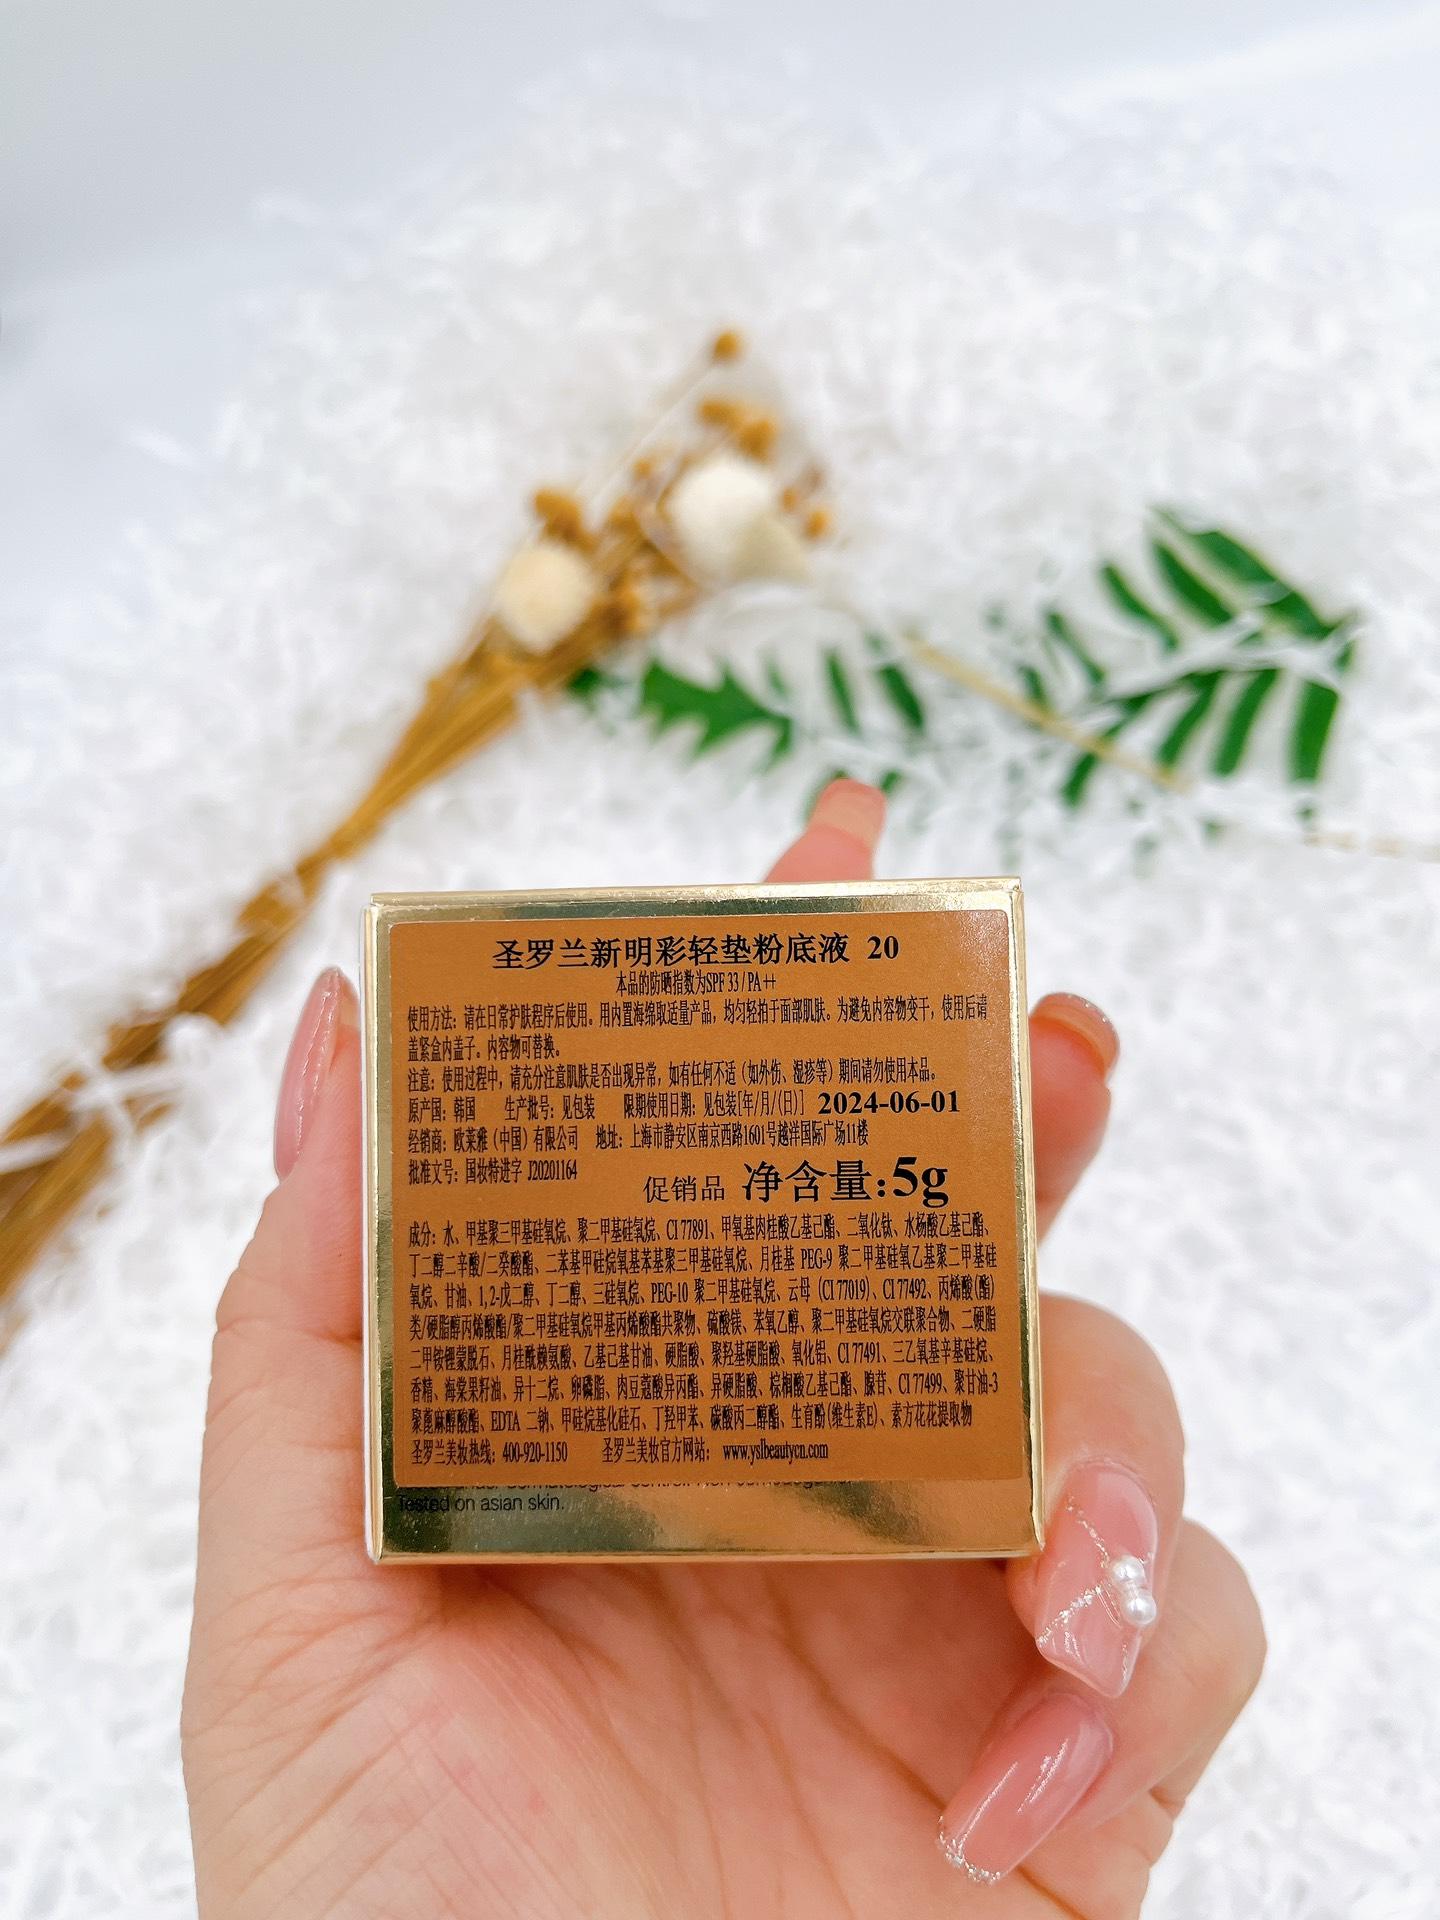 圣罗兰新明彩轻垫粉底液 20
本品的防晒指数为SPF 33 / PA ++
使用方法：请在日常护肤程序后使用。用内置海绵取适量产品，均匀轻拍于面部肌肤。为避免内容物变干，使用后请
盖紧盒内盖子。内容物可替换。
注意：使用过程中，请充分注意肌肤是否出现异常，如有任何不适（如外伤、湿疹等）期间请勿使用本品。
原产国：韩国 生产批号：见包装 限期使用日期：见包装[年/月/(日)] 2024-06-01
经销商：欧莱雅（中国）有限公司 地址：上海市静安区南京西路1601号越洋国际广场11楼
批准文号：国妆特进字 J20201164
促销品 净含量:5g
成分：水、甲基聚三甲基硅氧烷、聚二甲基硅氧烷、CI 77891、甲氧基肉桂酸乙基己酯、二氧化钛、水杨酸乙基己酯、
丁二醇二辛酸/二癸酸酯、二苯基甲硅烷氧基苯基聚三甲基硅氧烷、月桂基 PEG-9 聚二甲基硅氧乙基聚二甲基硅
氧烷、甘油、1,2-戊二醇、丁二醇、三硅氧烷、PEG-10 聚二甲基硅氧烷、云母（CI 77019）、CI 77492、丙烯酸(酯)
类/硬脂醇丙烯酸酯/聚二甲基硅氧烷甲基丙烯酸酯共聚物、硫酸镁、苯氧乙醇、聚二甲基硅氧烷交联聚合物、二硬脂
二甲铵锂蒙脱石、月桂酰赖氨酸、乙基己基甘油、硬脂酸、聚羟基硬脂酸、氧化铝、CI 77491、三乙氧基辛基硅烷、
香精、海棠果籽油、异十二烷、卵磷脂、肉豆蔻酸异丙酯、异硬脂酸、棕榈酸乙基己酯、腺苷、CI 77499、聚甘油-3
聚蓖麻醇酸酯、EDTA 二钠、甲硅烷基化硅石、丁羟甲苯、碳酸丙二醇酯、生育酚(维生素E)、素方花花提取物
圣罗兰美妆热线：400-920-1150 圣罗兰美妆官方网站： www.yslbeautycn.com
Tested on asian skin.